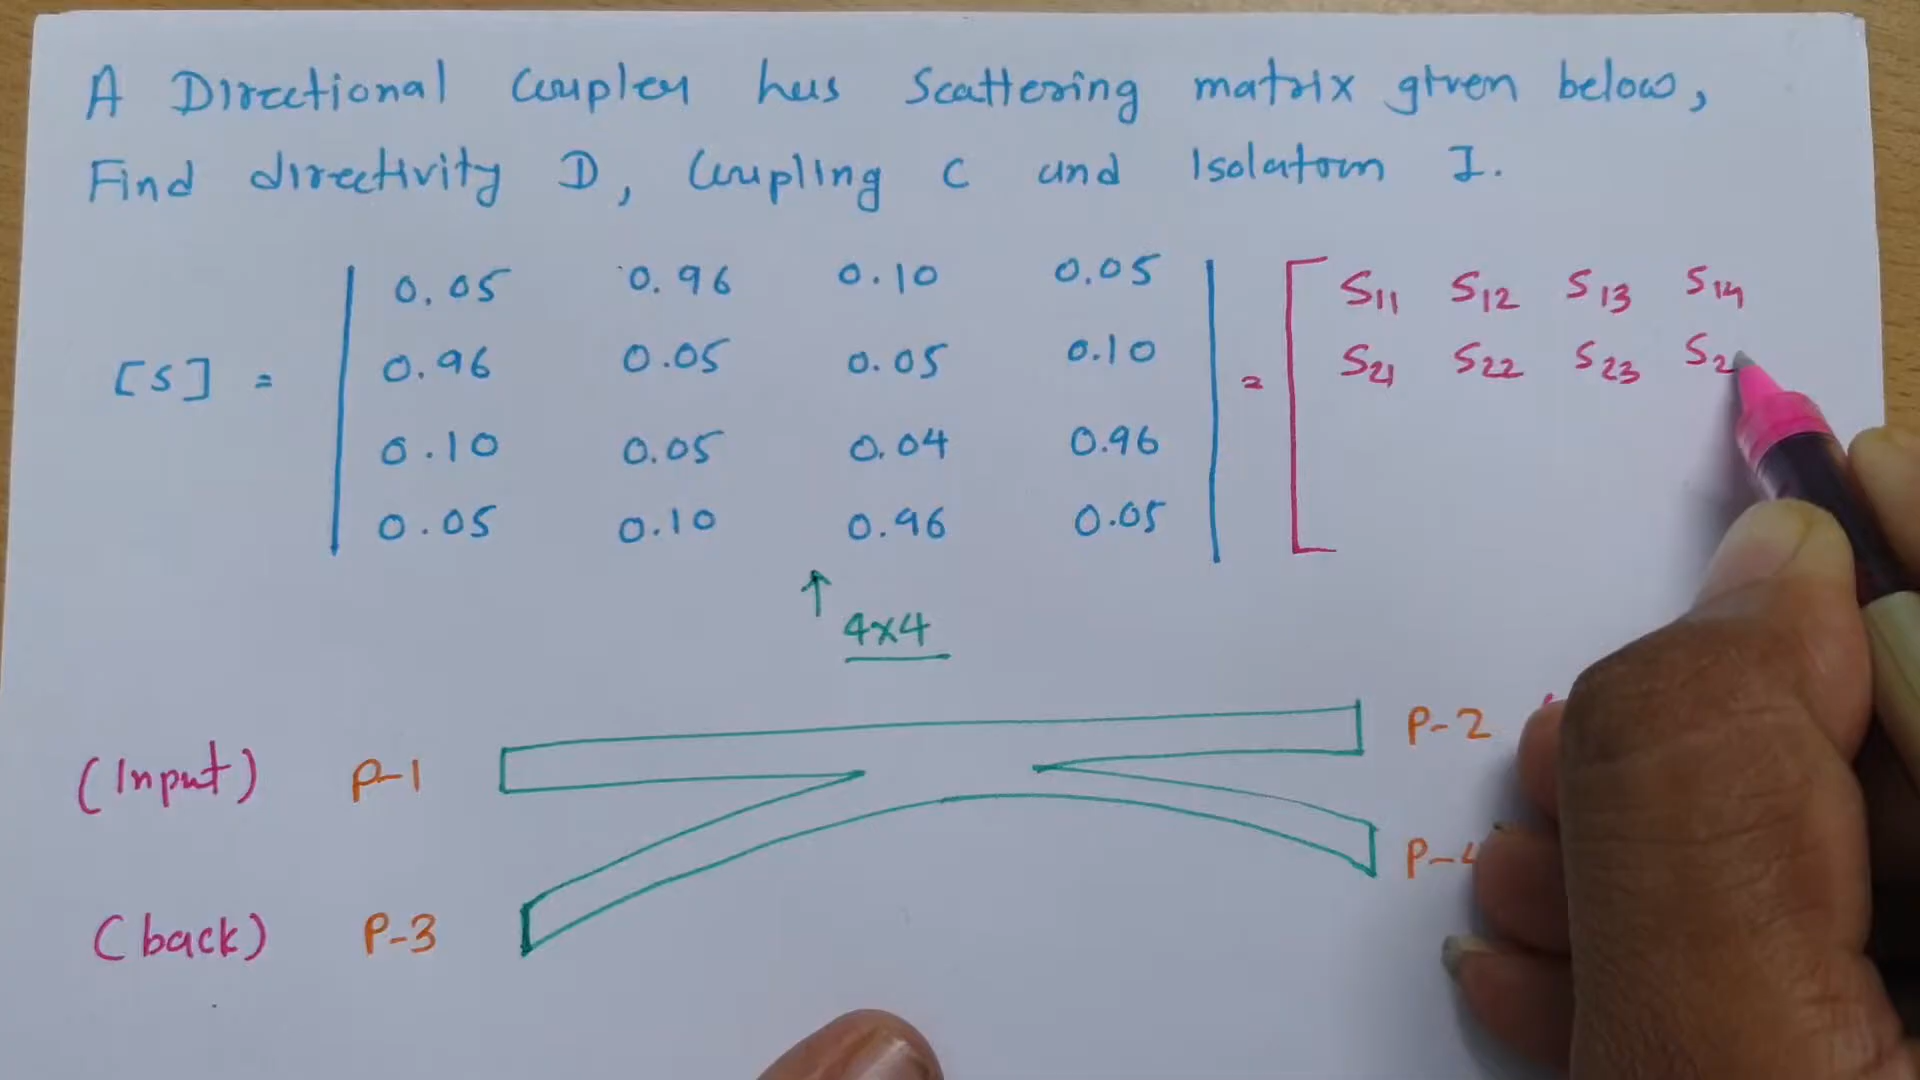 A Directional Coupler has Scattering matrix given below,
Find directivity D, Coupling C and Isolation I.
0.05 0.96 0.10 0.05 S11 S12 S13 S14
[S] = 0.96 0.05 0.05 0.10 = S21 S22 S23 S2
0.10 0.05 0.04 0.96
0.05 0.10 0.96 0.05
↑ 4x4
(Input) P-1 P-2
P-4
(back) P-3